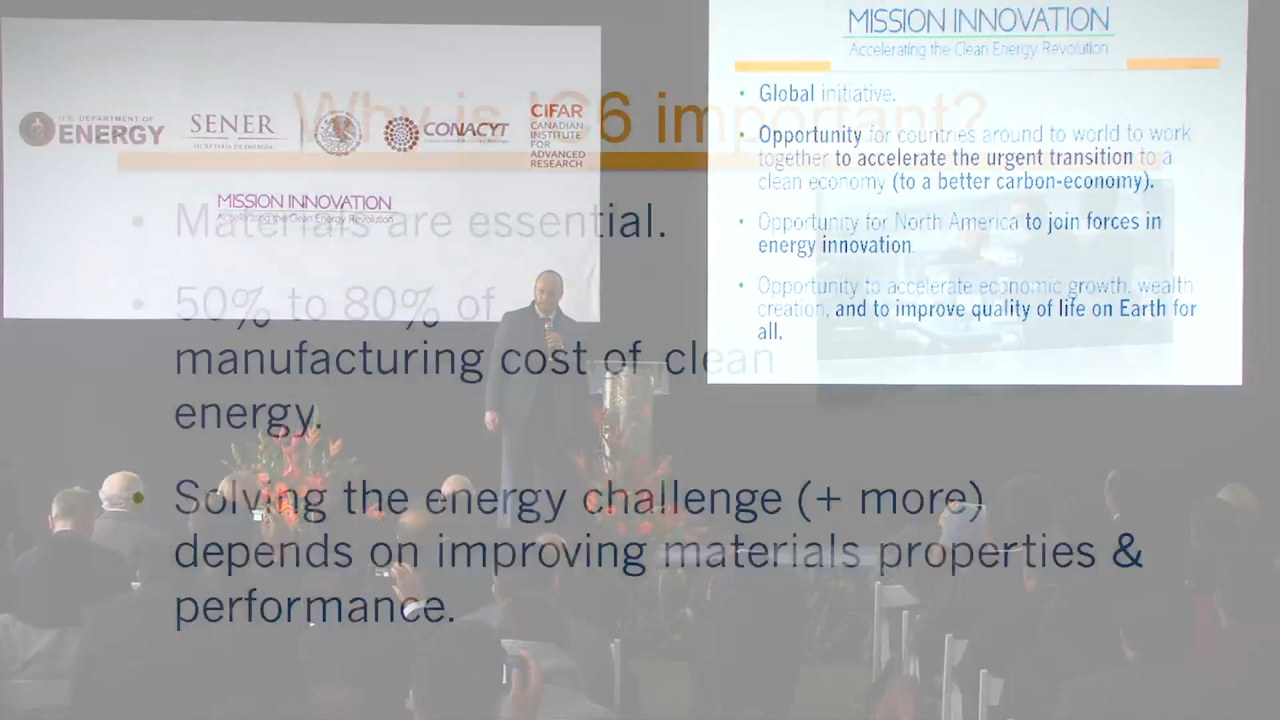 MISSION INNOVATION
Accelerating the Clean Energy Revolution
• Global initiative.
• Opportunity for countries around to world to work
together to accelerate the urgent transition to a
clean economy (to a better carbon-economy).
• Opportunity for North America to join forces in
energy innovation.
• Opportunity to accelerate economic growth, wealth
creation, and to improve quality of life on Earth for
all.
U.S. DEPARTMENT OF
ENERGY
SENER
SECRETARÍA DE ENERGÍA
CONACYT
CIFAR
CANADIAN
INSTITUTE
FOR
ADVANCED
RESEARCH
MISSION INNOVATION
Accelerating the Clean Energy Revolution
Why is IC6 important?
• Materials are essential.
• 50% to 80% of
manufacturing cost of clean
energy.
• Solving the energy challenge (+ more)
depends on improving materials properties &
performance.